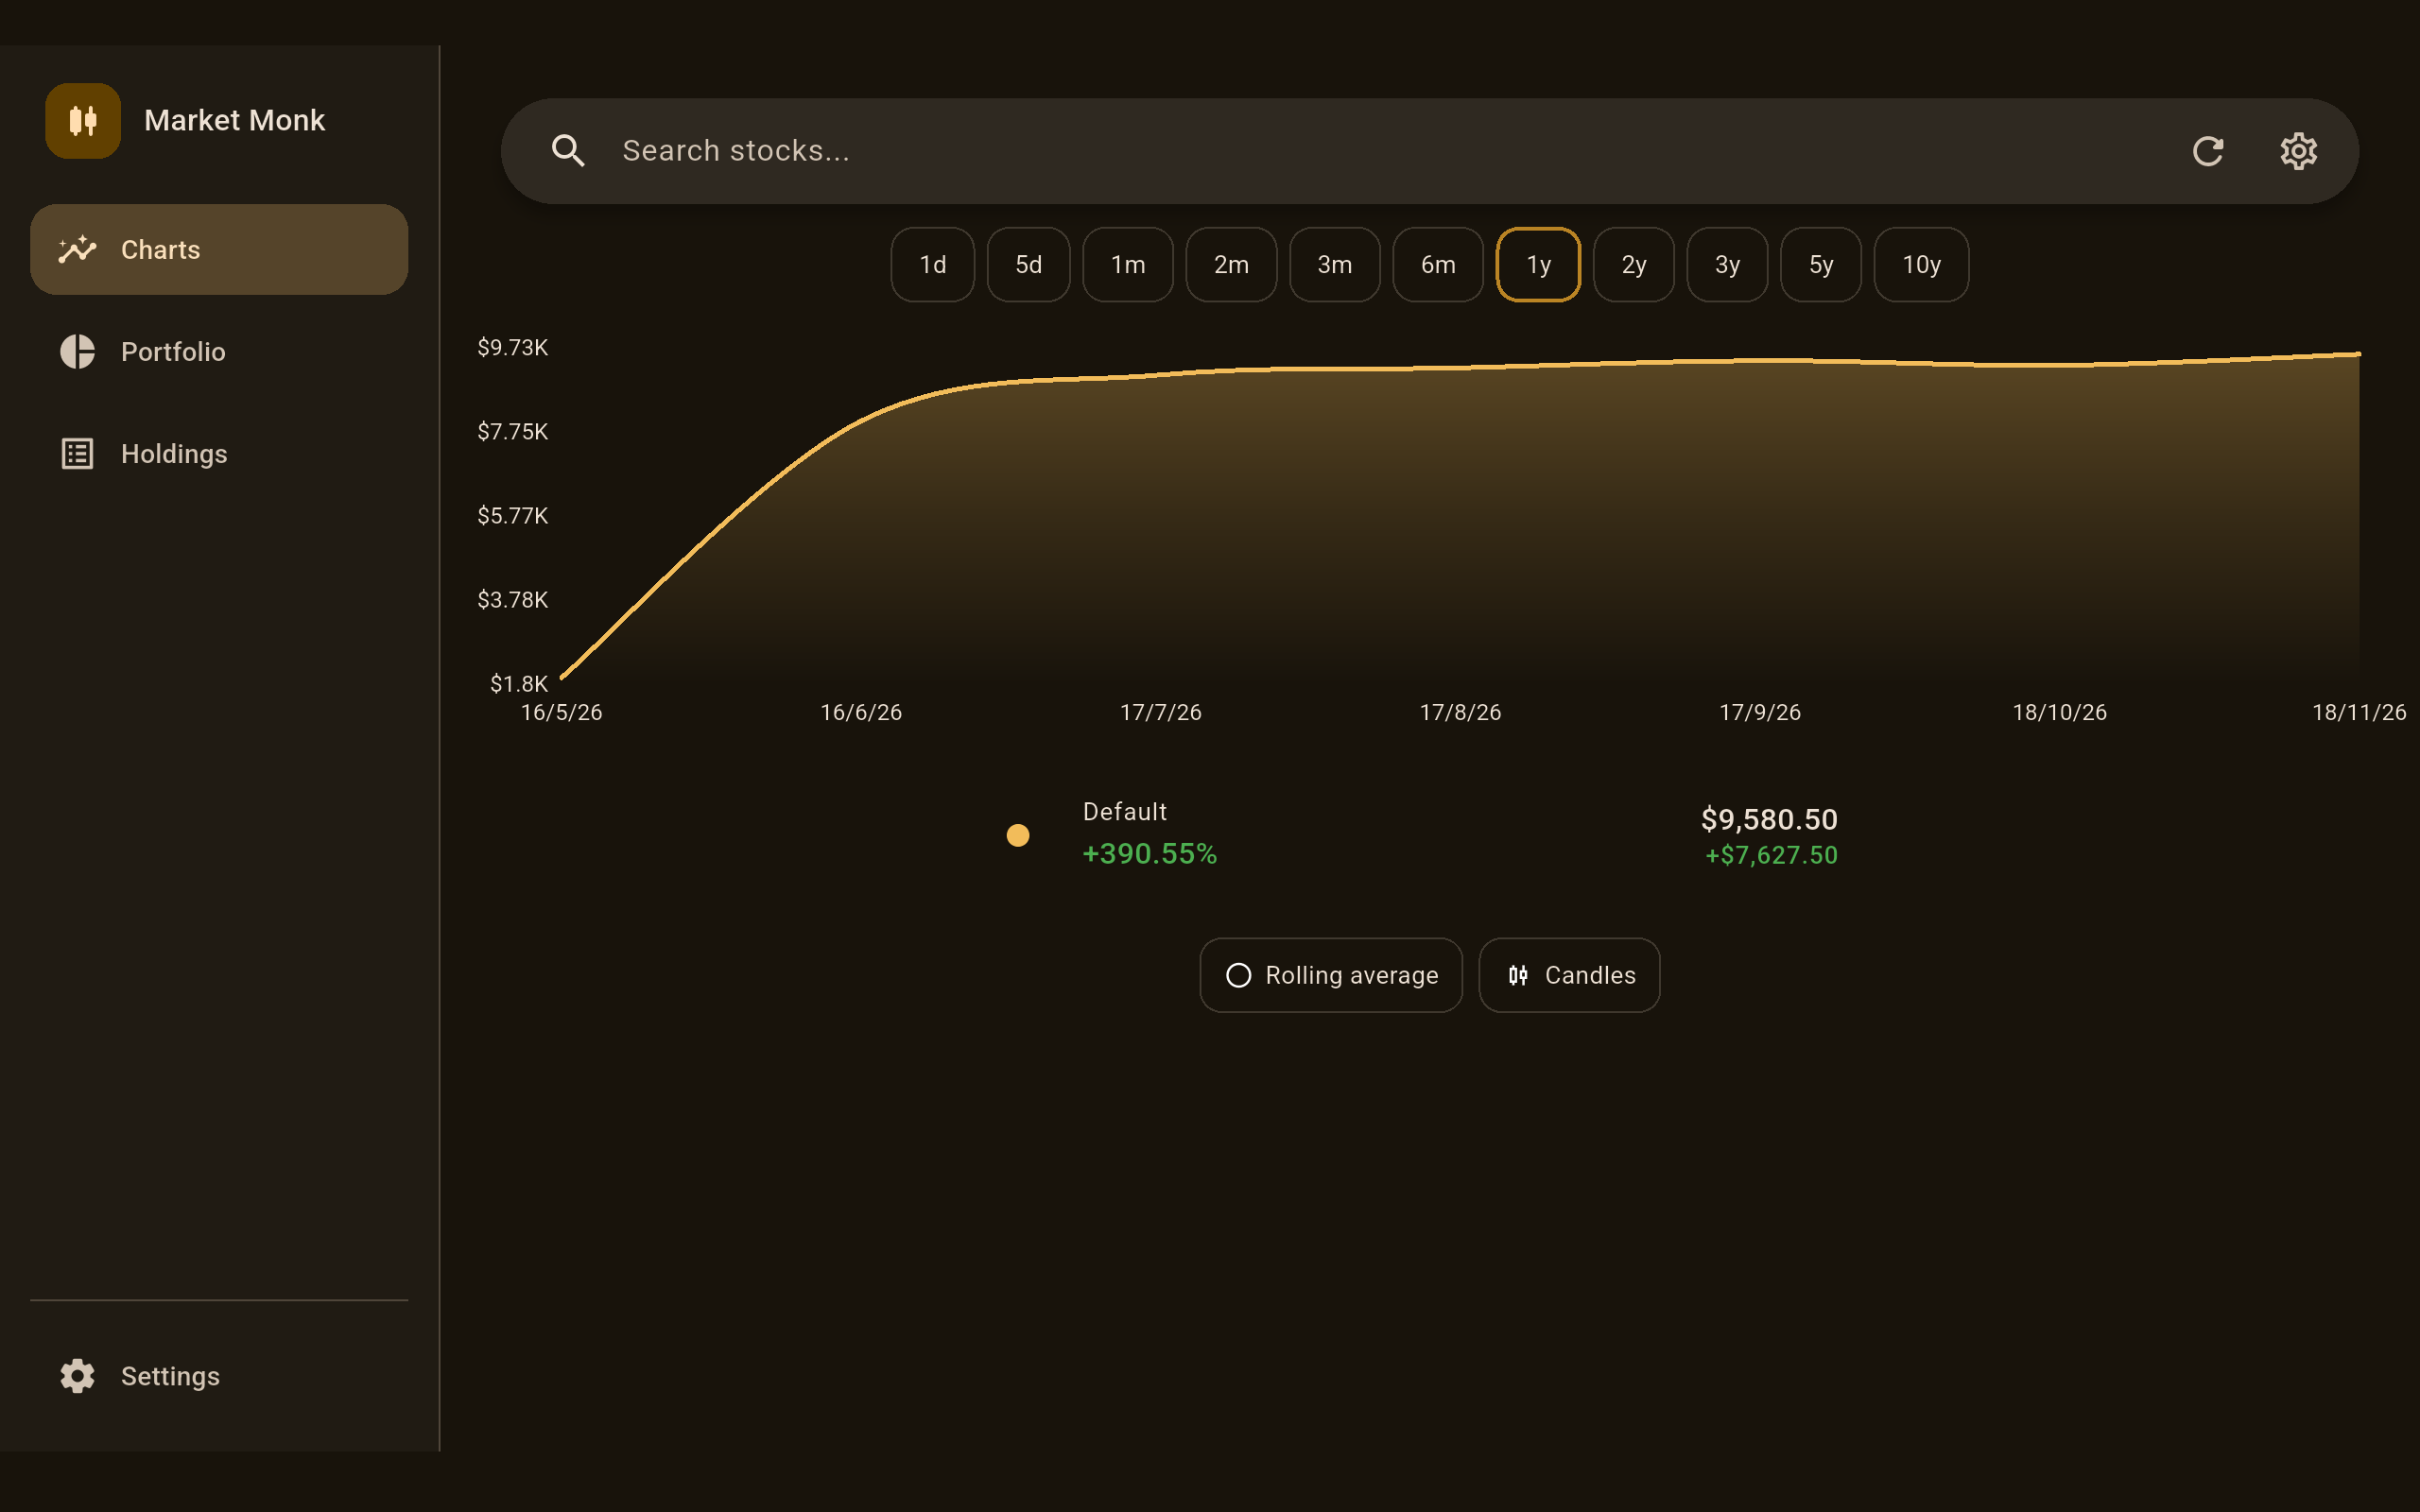 Market Monk
Charts
Portfolio
Holdings
Settings
Search stocks...
1d 5d 1m 2m 3m 6m 1y 2y 3y 5y 10y
$9.73K
$7.75K
$5.77K
$3.78K
$1.8K
16/5/26 16/6/26 17/7/26 17/8/26 17/9/26 18/10/26 18/11/26
Default
+390.55%
$9,580.50
+$7,627.50
Rolling average
Candles